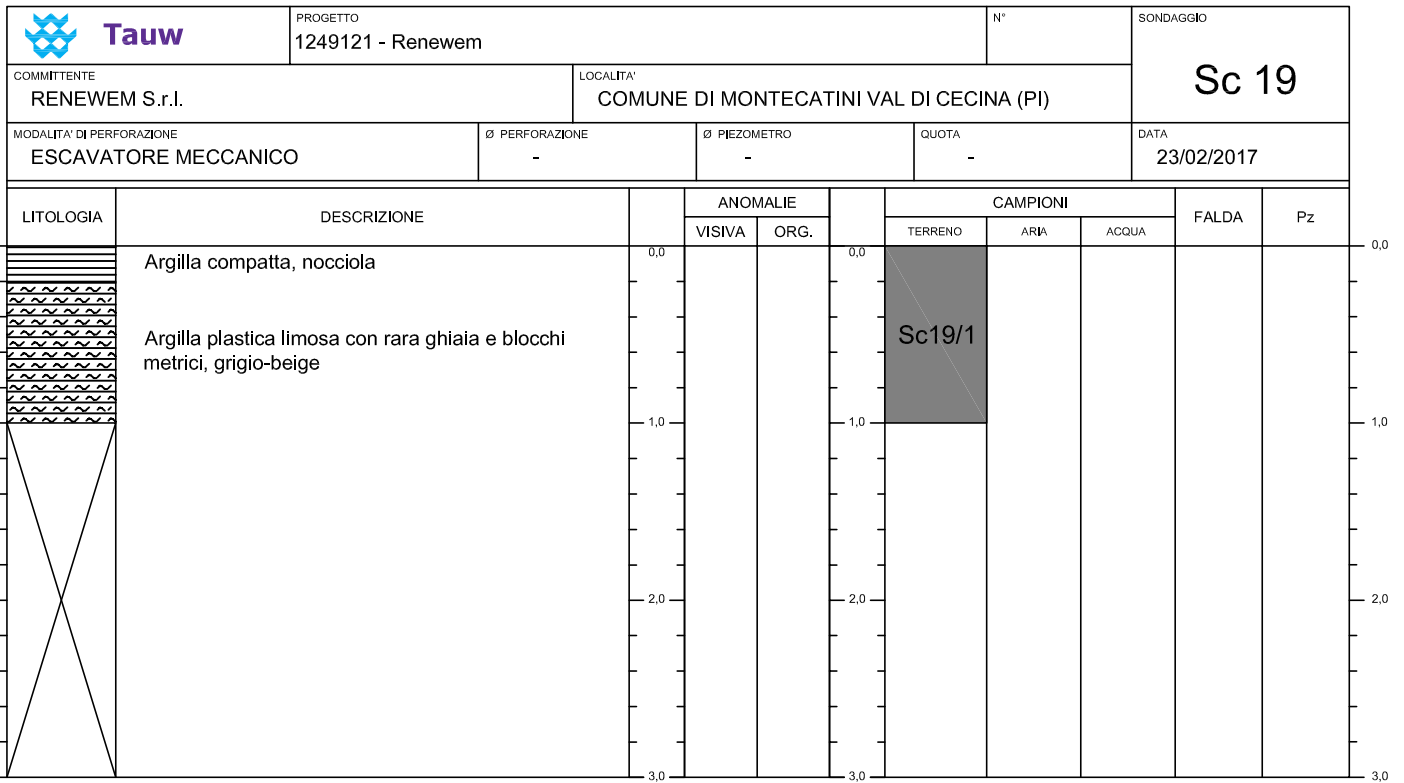 Tauw
PROGETTO
1249121 - Renewem
N°
SONDAGGIO
Sc 19
COMMITTENTE
RENEWEM S.r.l.
LOCALITA'
COMUNE DI MONTECATINI VAL DI CECINA (PI)
MODALITA' DI PERFORAZIONE
ESCAVATORE MECCANICO
Ø PERFORAZIONE
-
Ø PIEZOMETRO
-
QUOTA
-
DATA
23/02/2017
LITOLOGIA
DESCRIZIONE
ANOMALIE
VISIVA
ORG.
CAMPIONI
TERRENO
ARIA
ACQUA
FALDA
Pz
0,0
0,0
0,0
Argilla compatta, nocciola
Argilla plastica limosa con rara ghiaia e blocchi
metrici, grigio-beige
Sc19/1
1,0
1,0
1,0
2,0
2,0
2,0
3,0
3,0
3,0